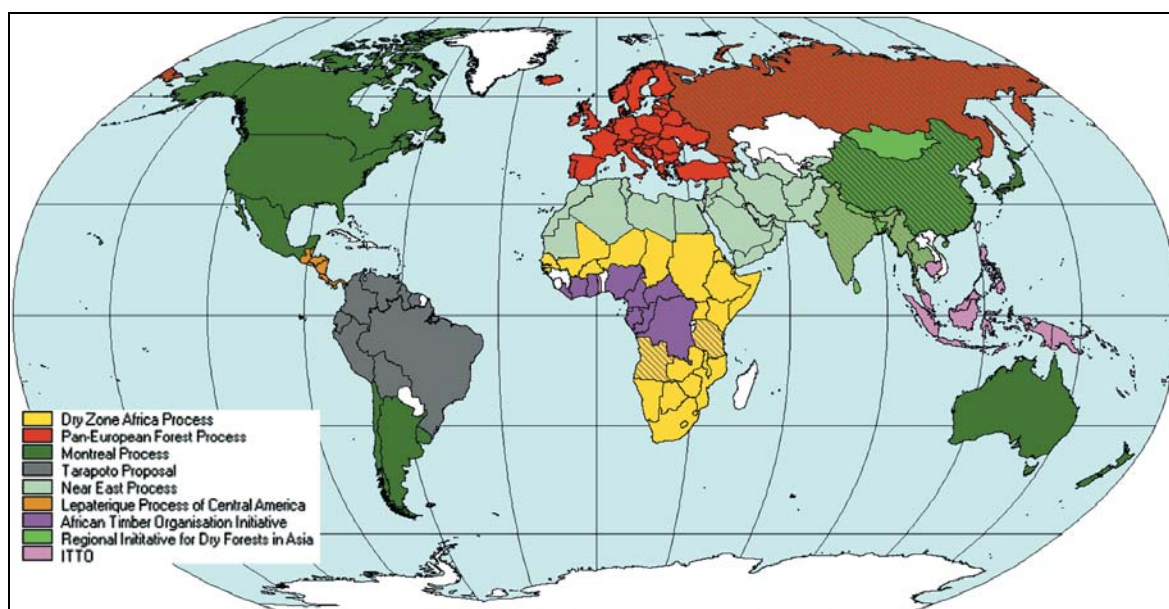 Dry Zone Africa Process
Pan-European Forest Process
Montreal Process
Tarapoto Proposal
Near East Process
Lepaterique Process of Central America
African Timber Organisation Initiative
Regional Inititative for Dry Forests in Asia
ITTO